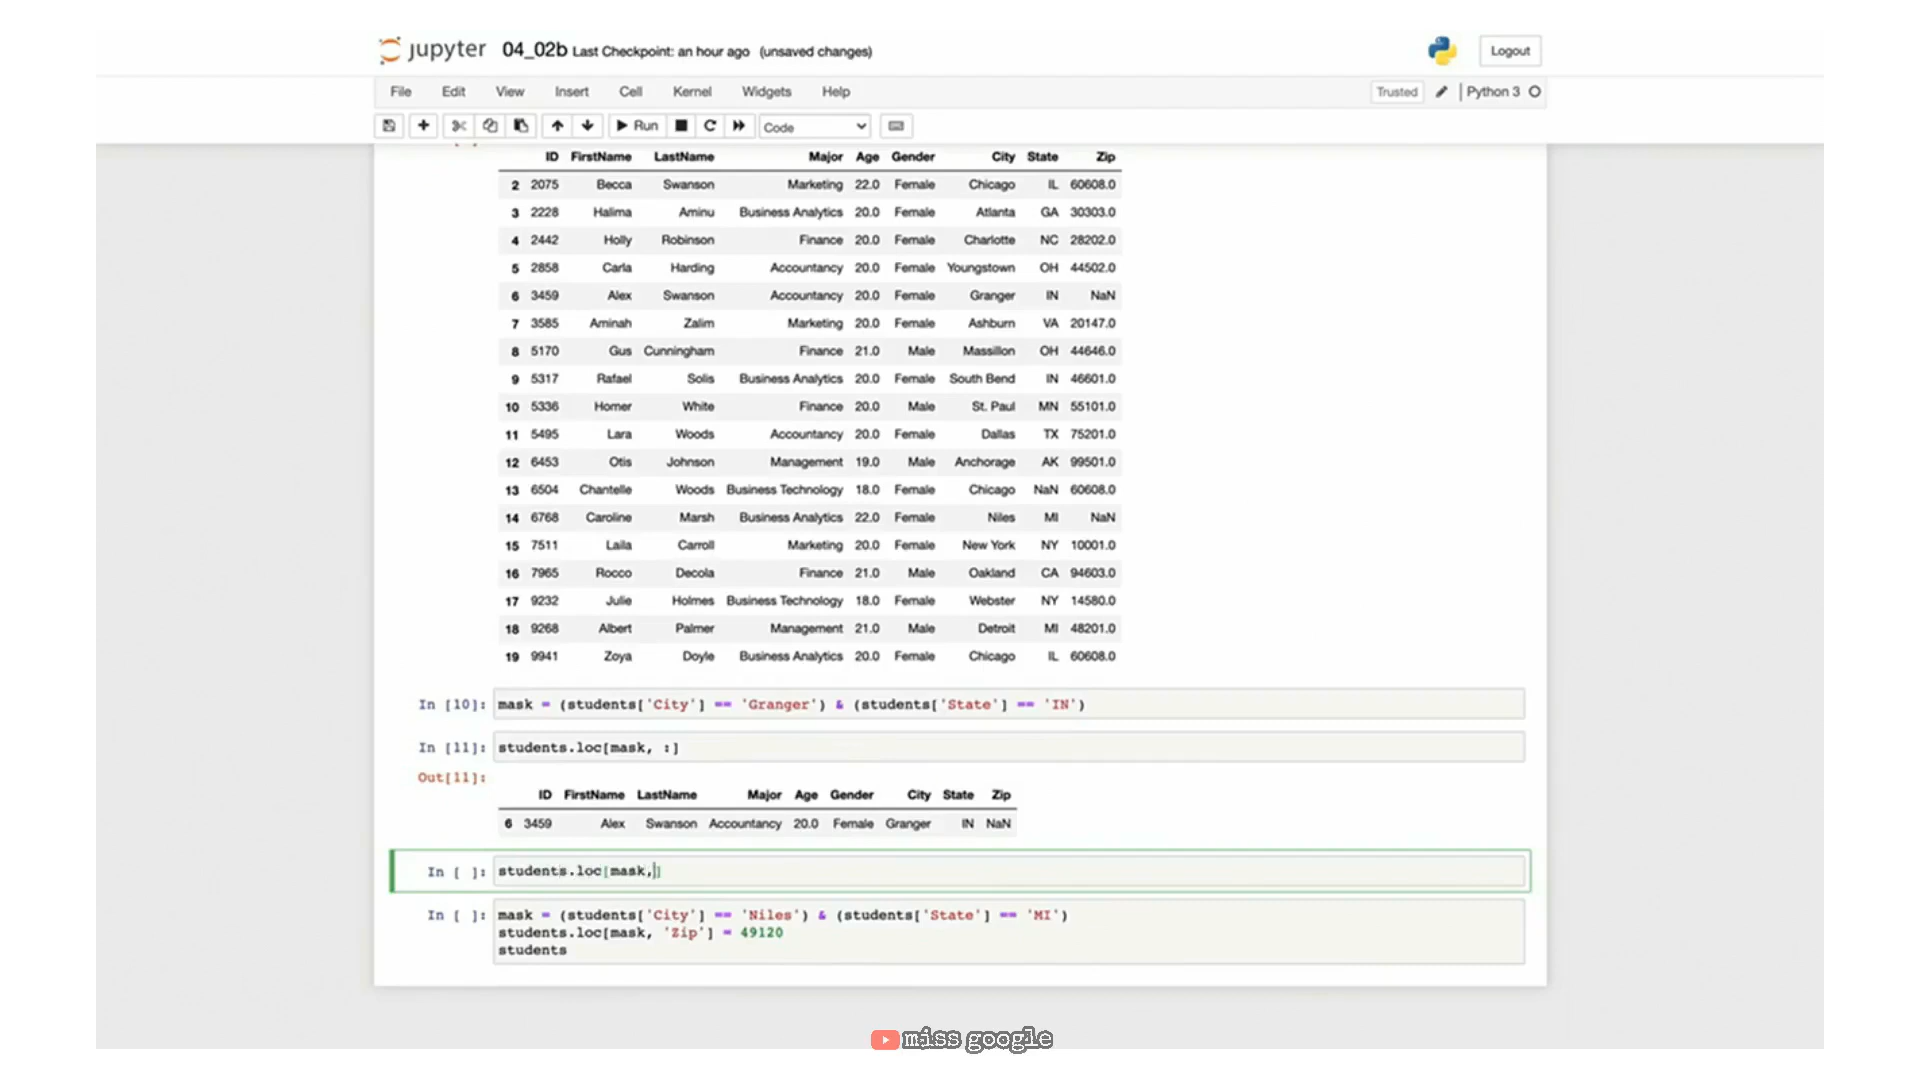 jupyter 04_02b Last Checkpoint: an hour ago (unsaved changes) Logout
File Edit View Insert Cell Kernel Widgets Help Trusted Python 3
Run Code
ID FirstName LastName Major Age Gender City State Zip
2 2075 Becca Swanson Marketing 22.0 Female Chicago IL 60608.0
3 2228 Halima Aminu Business Analytics 20.0 Female Atlanta GA 30303.0
4 2442 Holly Robinson Finance 20.0 Female Charlotte NC 28202.0
5 2858 Carla Harding Accountancy 20.0 Female Youngstown OH 44502.0
6 3459 Alex Swanson Accountancy 20.0 Female Granger IN NaN
7 3585 Aminah Zalim Marketing 20.0 Female Ashburn VA 20147.0
8 5170 Gus Cunningham Finance 21.0 Male Massillon OH 44646.0
9 5317 Rafael Solis Business Analytics 20.0 Female South Bend IN 46601.0
10 5336 Homer White Finance 20.0 Male St. Paul MN 55101.0
11 5495 Lara Woods Accountancy 20.0 Female Dallas TX 75201.0
12 6453 Otis Johnson Management 19.0 Male Anchorage AK 99501.0
13 6504 Chantelle Woods Business Technology 18.0 Female Chicago NaN 60608.0
14 6768 Caroline Marsh Business Analytics 22.0 Female Niles MI NaN
15 7511 Laila Carroll Marketing 20.0 Female New York NY 10001.0
16 7965 Rocco Decola Finance 21.0 Male Oakland CA 94603.0
17 9232 Julie Holmes Business Technology 18.0 Female Webster NY 14580.0
18 9268 Albert Palmer Management 21.0 Male Detroit MI 48201.0
19 9941 Zoya Doyle Business Analytics 20.0 Female Chicago IL 60608.0
In [10]: mask = (students['City'] == 'Granger') & (students['State'] == 'IN')
In [11]: students.loc[mask, :]
Out[11]:
ID FirstName LastName Major Age Gender City State Zip
6 3459 Alex Swanson Accountancy 20.0 Female Granger IN NaN
In [ ]: students.loc[mask,]
In [ ]: mask = (students['City'] == 'Niles') & (students['State'] == 'MI')
students.loc[mask, 'Zip'] = 49120
students
miss google